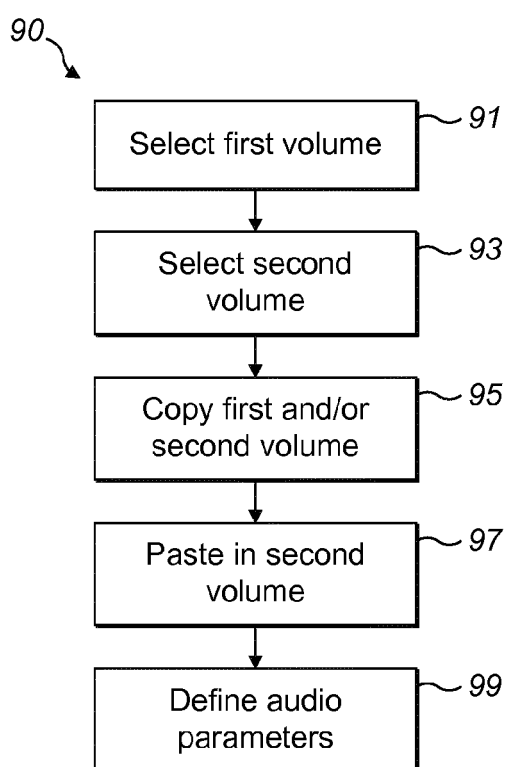 90
Select first volume
91
Select second
volume
93
Copy first and/or
second volume
95
Paste in second
volume
97
Define audio
parameters
99